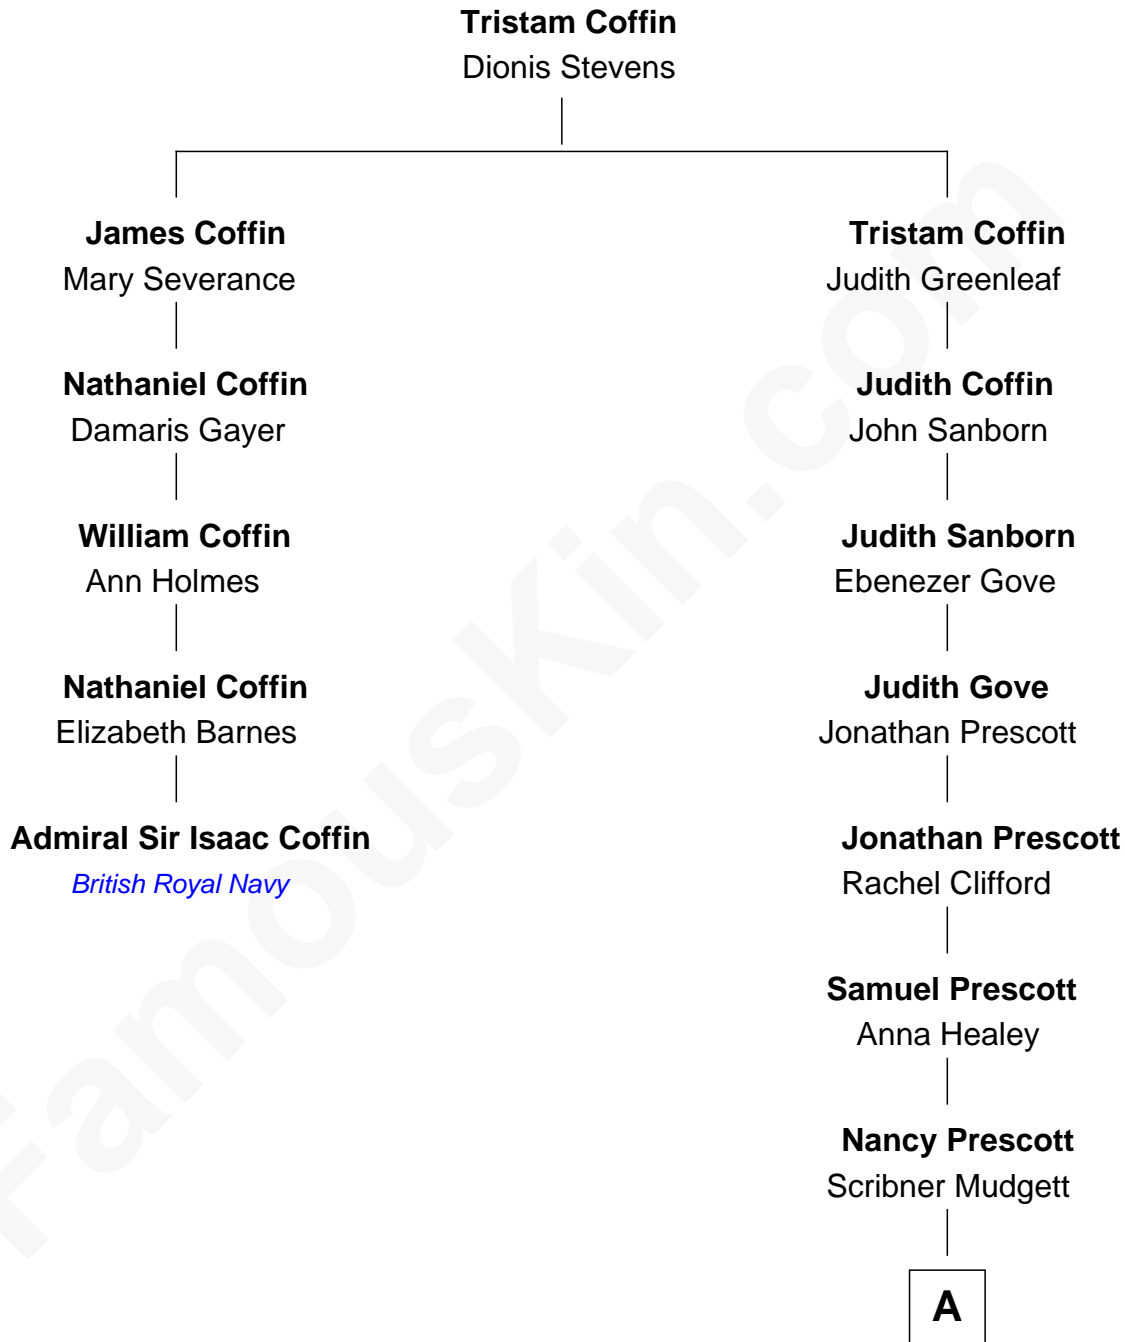 Tristam Coffin
Dionis Stevens
James Coffin
Mary Severance
Nathaniel Coffin
Damaris Gayer
William Coffin
Ann Holmes
Nathaniel Coffin
Elizabeth Barnes
Admiral Sir Isaac Coffin
British Royal Navy
Tristam Coffin
Judith Greenleaf
Judith Coffin
John Sanborn
Judith Sanborn
Ebenezer Gove
Judith Gove
Jonathan Prescott
Jonathan Prescott
Rachel Clifford
Samuel Prescott
Anna Healey
Nancy Prescott
Scribner Mudgett
A
FamousKin.com